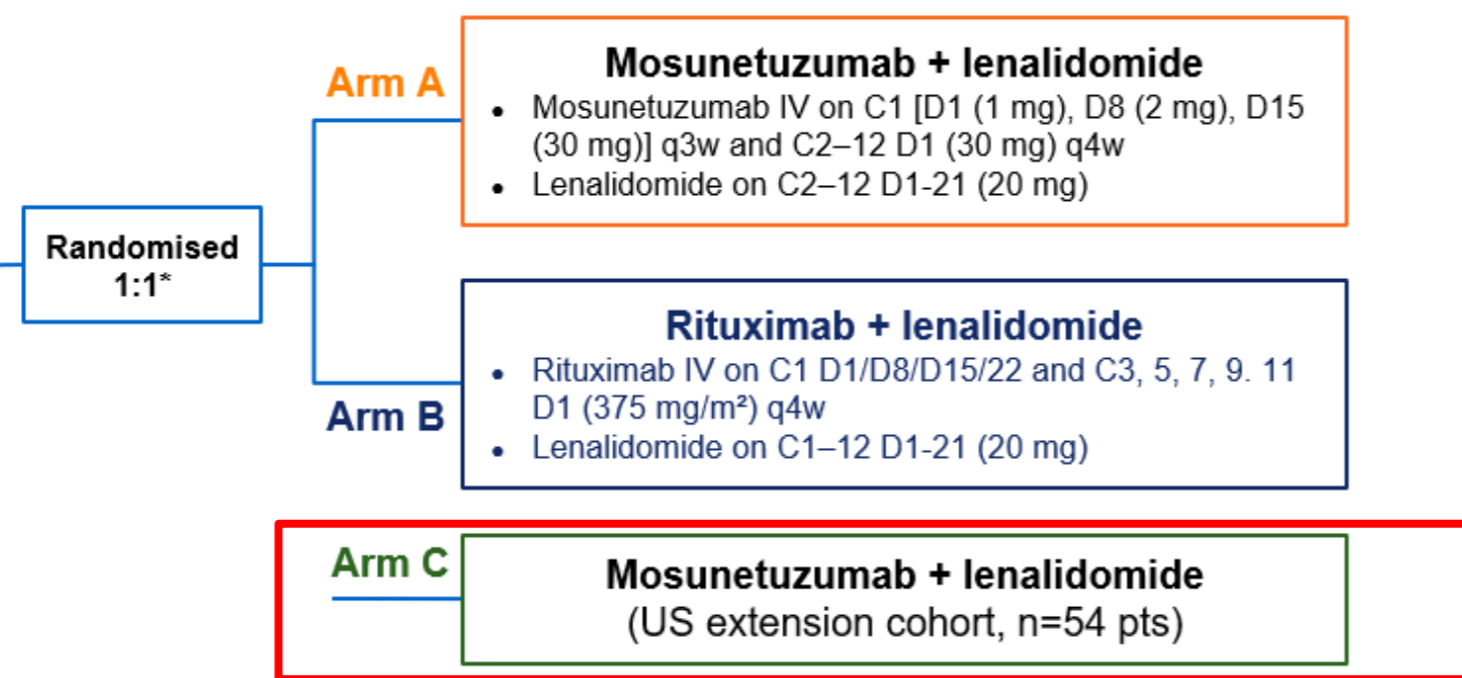 Arm A
Mosunetuzumab + lenalidomide
• Mosunetuzumab IV on C1 [D1 (1 mg), D8 (2 mg), D15
(30 mg)] q3w and C2–12 D1 (30 mg) q4w
• Lenalidomide on C2–12 D1-21 (20 mg)
Randomised
1:1*
Arm B
Rituximab + lenalidomide
• Rituximab IV on C1 D1/D8/D15/22 and C3, 5, 7, 9. 11
D1 (375 mg/m²) q4w
• Lenalidomide on C1–12 D1-21 (20 mg)
Arm C
Mosunetuzumab + lenalidomide
(US extension cohort, n=54 pts)